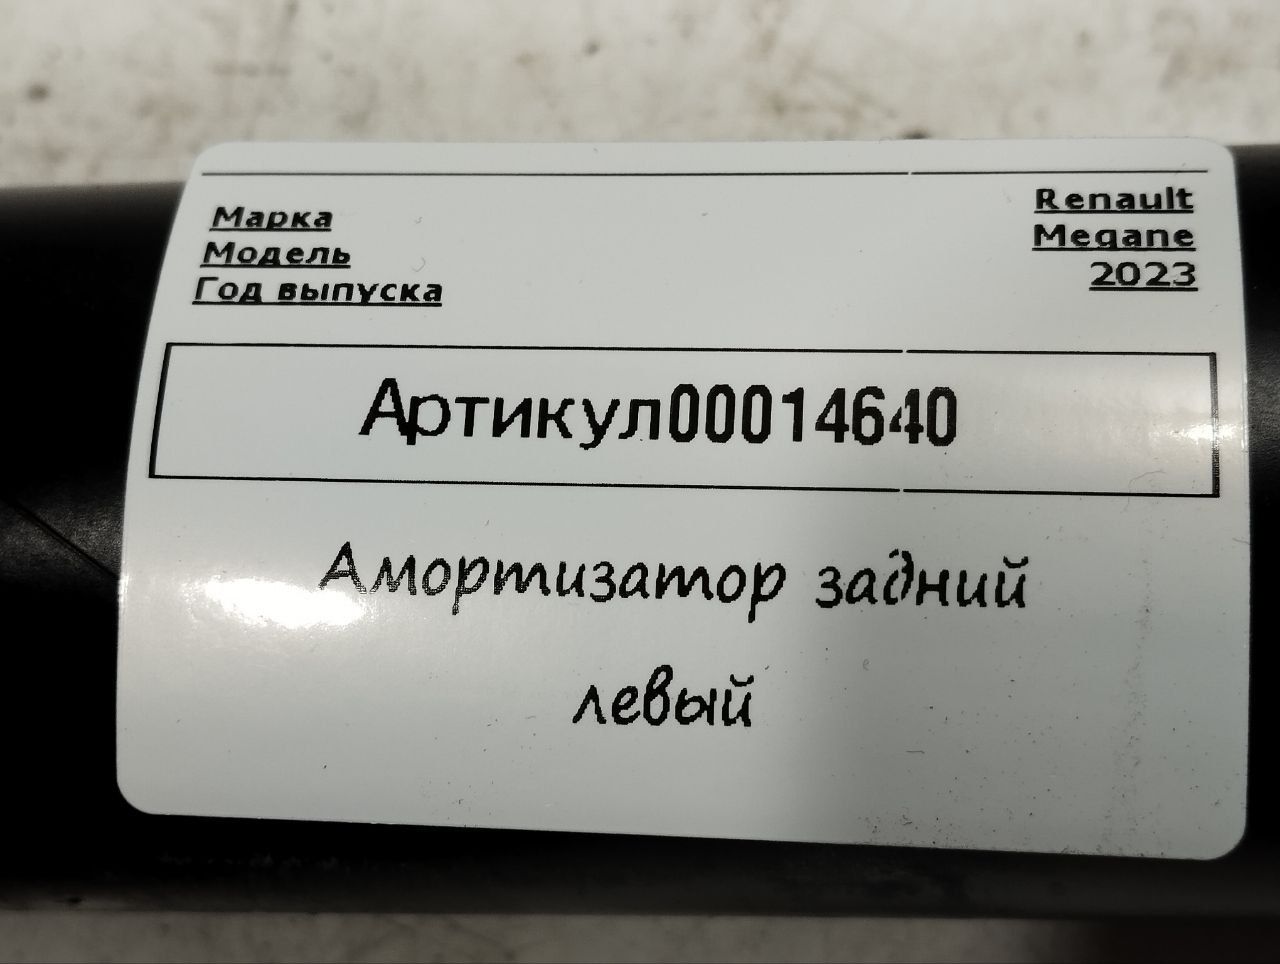 Марка Renault
Модель Megane
Год выпуска 2023
Артикул00014640
Амортизатор задний
левый